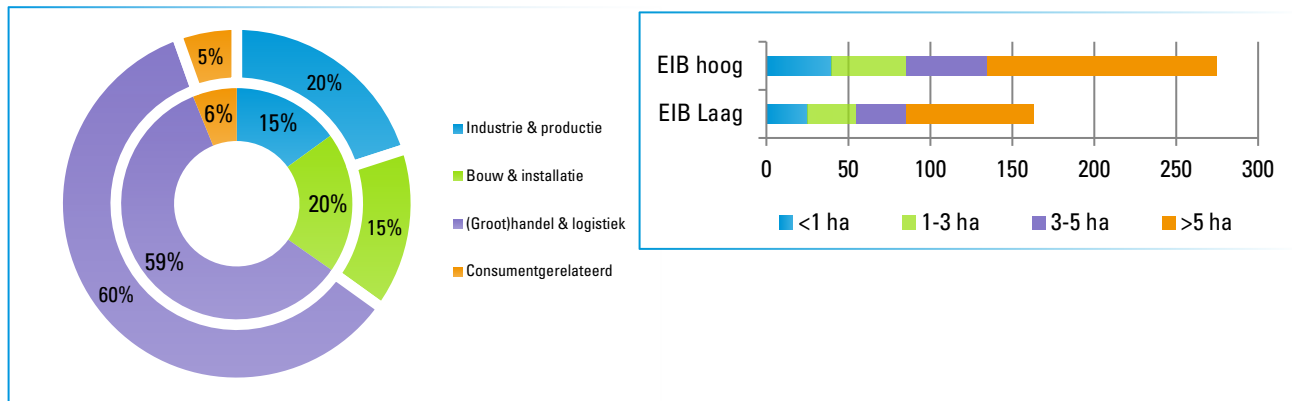 5%
20%
6%
15%
20%
15%
59%
60%
Industrie & productie
Bouw & installatie
(Groot)handel & logistiek
Consumentgerelateerd
EIB hoog
EIB Laag
0 50 100 150 200 250 300
<1 ha 1-3 ha 3-5 ha >5 ha